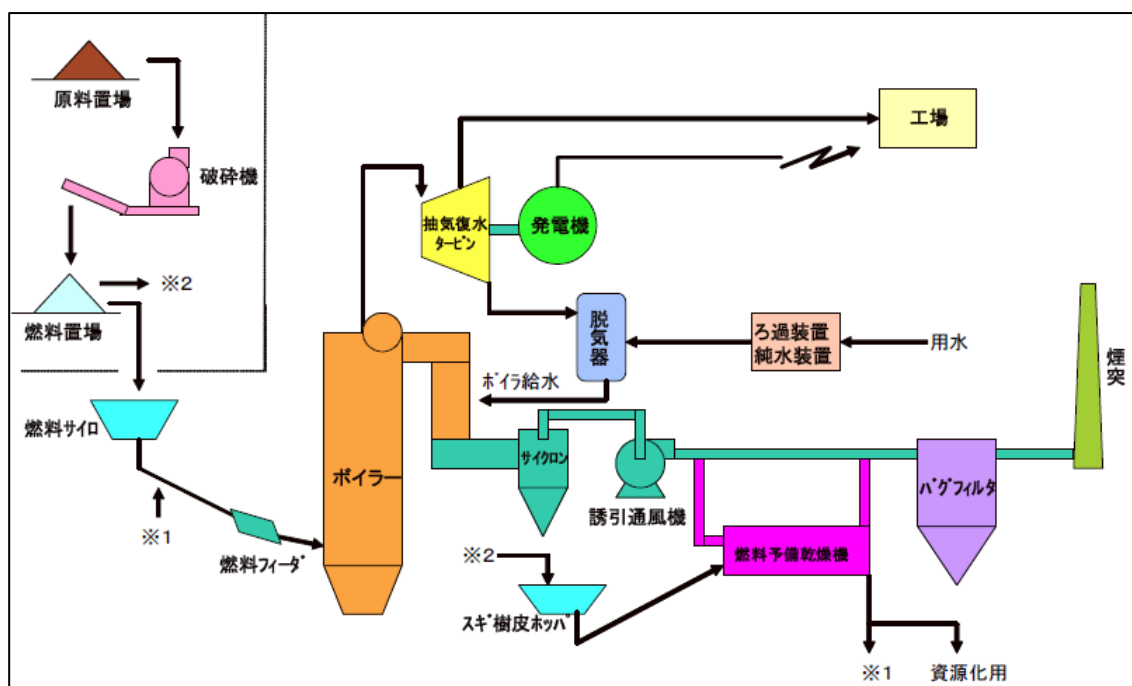 原料置場
破砕機
※2
燃料置場
燃料サイロ
※1
燃料フィーダ
ボイラー
抽気復水
タービン
発電機
工場
脱気器
ろ過装置
純水装置
用水
ボイラ給水
サイクロン
誘引通風機
バグフィルタ
煙突
※2
スギ樹皮ホッパ
燃料予備乾燥機
※1
資源化用